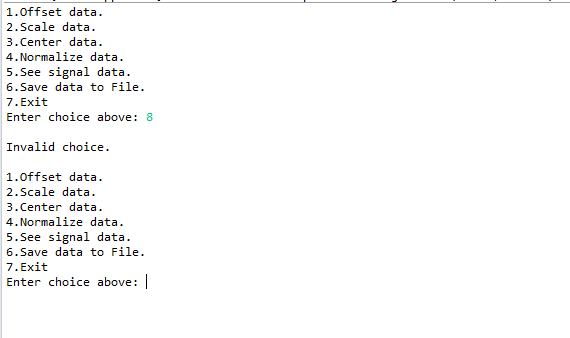 1.Offset data.
2.Scale data.
3.Center data.
4.Normalize data.
5.See signal data.
6.Save data to File.
7.Exit
Enter choice above: 8
Invalid choice.
1.Offset data.
2.Scale data.
3.Center data.
4.Normalize data.
5.See signal data.
6.Save data to File.
7.Exit
Enter choice above: